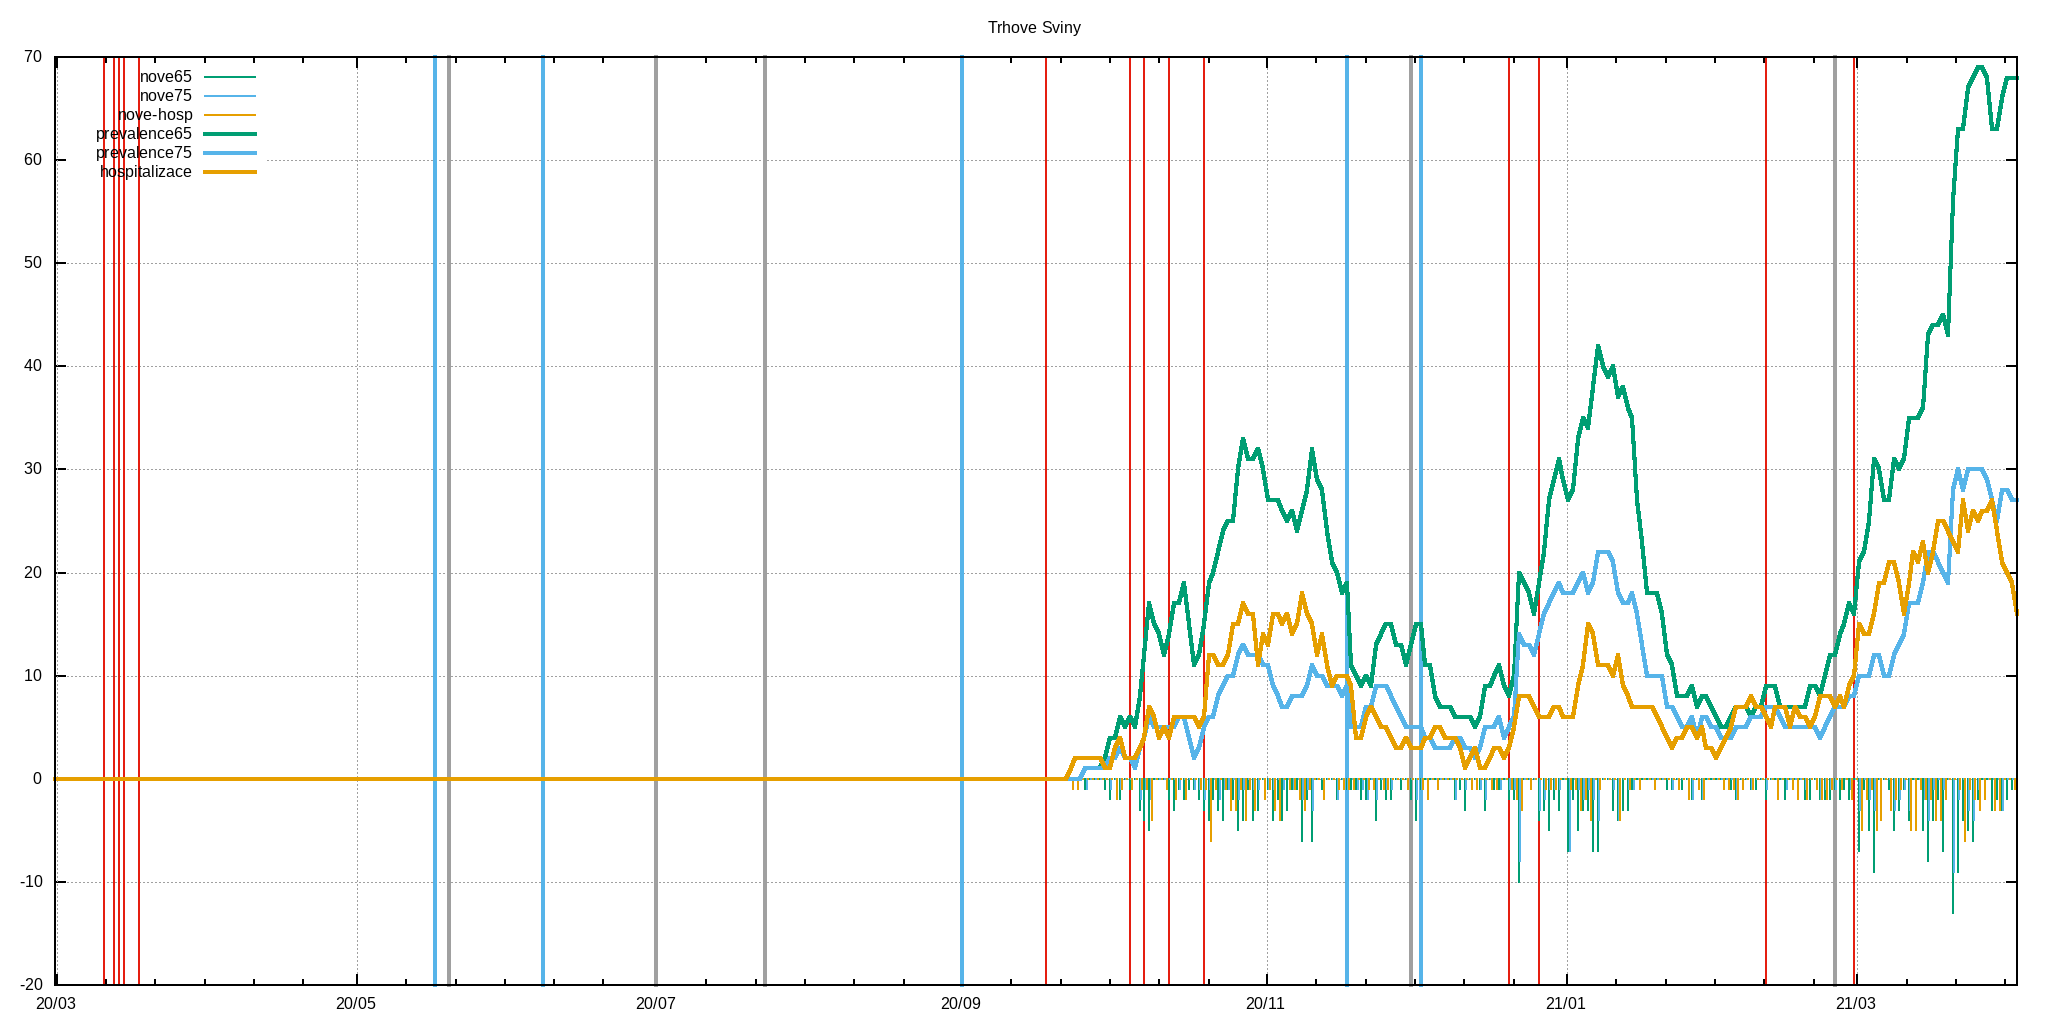 Trhove Sviny
70
60
50
40
30
20
10
0
-10
-20
nove65
nove75
nove-hosp
prevalence65
prevalence75
hospitalizace
20/03 20/05 20/07 20/09 20/11 21/01 21/03